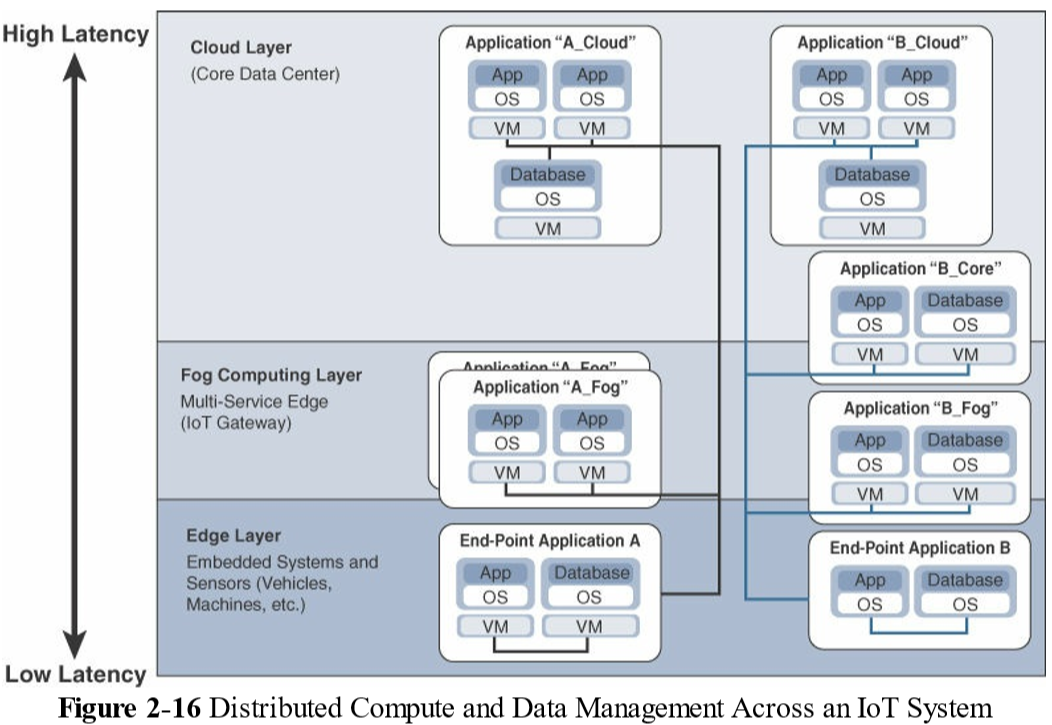 High Latency
Cloud Layer
(Core Data Center)
Application “A_Cloud”
App App
OS OS
VM VM
Database
OS
VM
Application “B_Cloud”
App App
OS OS
VM VM
Database
OS
VM
Application “B_Core”
App Database
OS OS
VM VM
Fog Computing Layer
Multi-Service Edge
(IoT Gateway)
Application “A_Fog”
Application “A_Fog”
App App
OS OS
VM VM
Application “B_Fog”
App Database
OS OS
VM VM
Edge Layer
Embedded Systems and
Sensors (Vehicles,
Machines, etc.)
End-Point Application A
App Database
OS OS
VM VM
End-Point Application B
App Database
OS OS
Low Latency
Figure 2-16 Distributed Compute and Data Management Across an IoT System